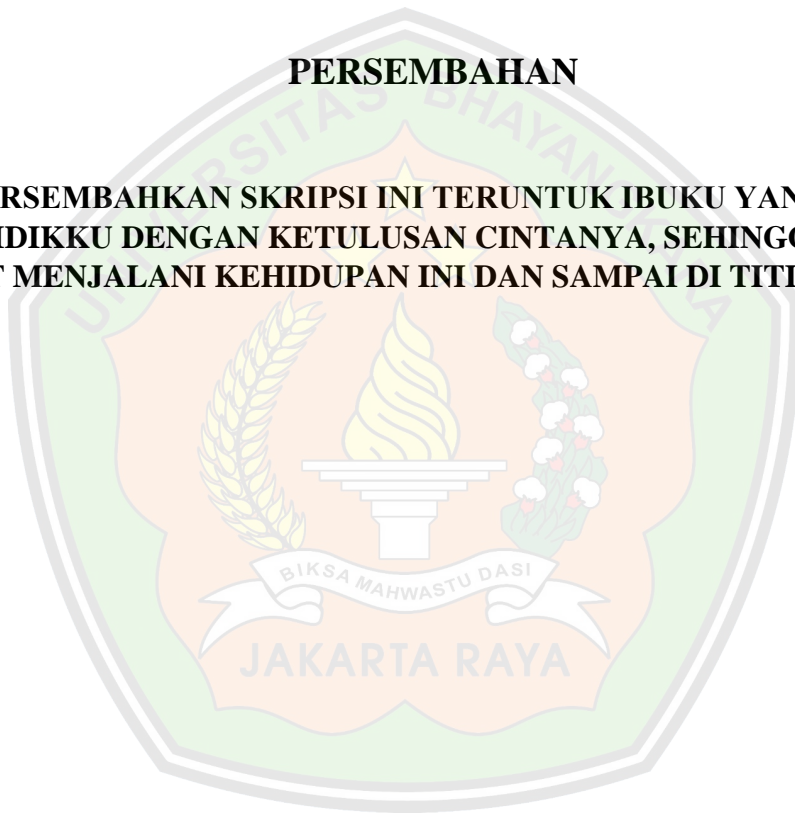 PERSEMBAHAN
UNIVERSITAS BHAYANGKARA
RSEMBAHKAN SKRIPSI INI TERUNTUK IBUKU YAN
IDIKKU DENGAN KETULUSAN CINTANYA, SEHINGG
MENJALANI KEHIDUPAN INI DAN SAMPAI DI TITI
BIKSA MAHWASTU DASI
JAKARTA RAYA